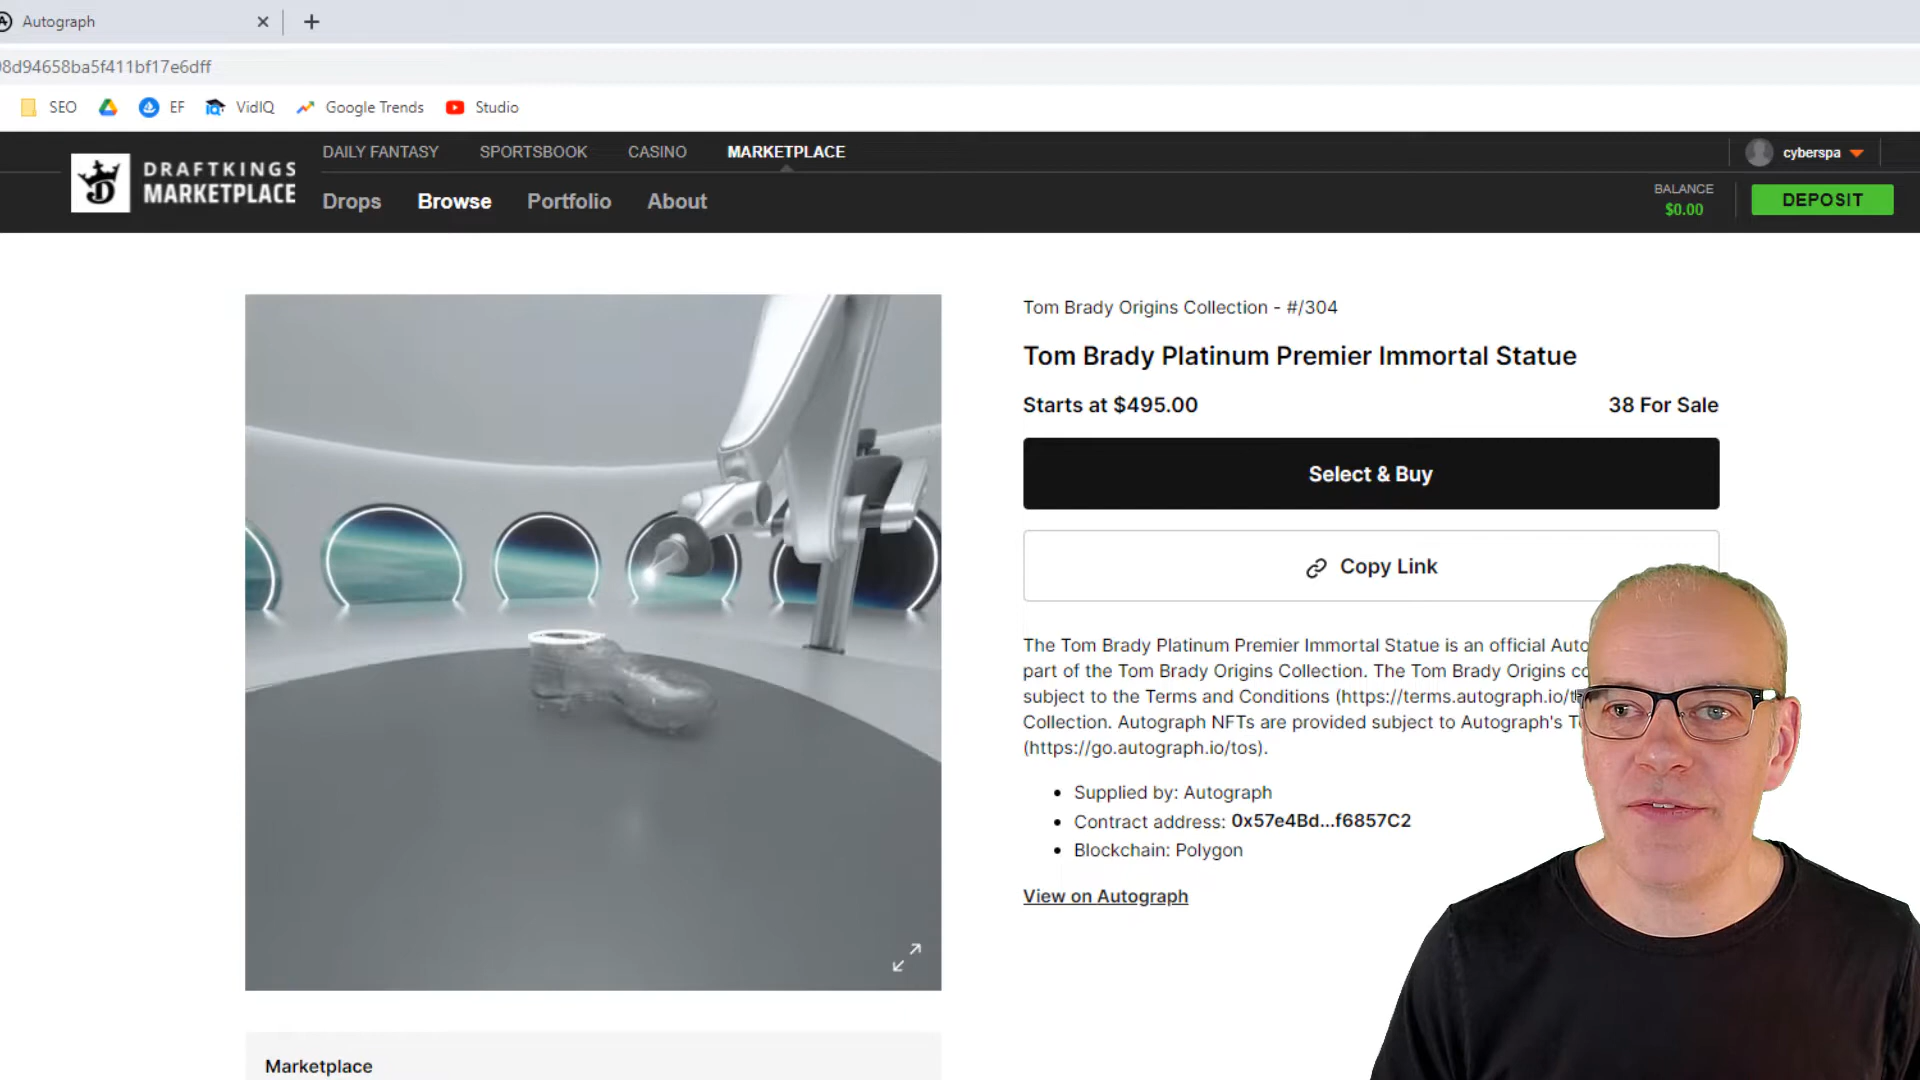 Autograph
8d94658ba5f411bf17e6dff
SEO
EF
VidIQ
Google Trends
Studio
DRAFTKINGS
MARKETPLACE
DAILY FANTASY
SPORTSBOOK
CASINO
MARKETPLACE
cyberspa
Drops
Browse
Portfolio
About
BALANCE
$0.00
DEPOSIT
Tom Brady Origins Collection - #/304
Tom Brady Platinum Premier Immortal Statue
Starts at $495.00
38 For Sale
Select & Buy
Copy Link
The Tom Brady Platinum Premier Immortal Statue is an official
part of the Tom Brady Origins Collection. The Tom Brady Origins
subject to the Terms and Conditions (https://terms.autograph.io/
Collection. Autograph NFTs are provided subject to Autograph's
(https://go.autograph.io/tos).
• Supplied by: Autograph
• Contract address: 0x57e4Bd...f6857C2
• Blockchain: Polygon
View on Autograph
Marketplace